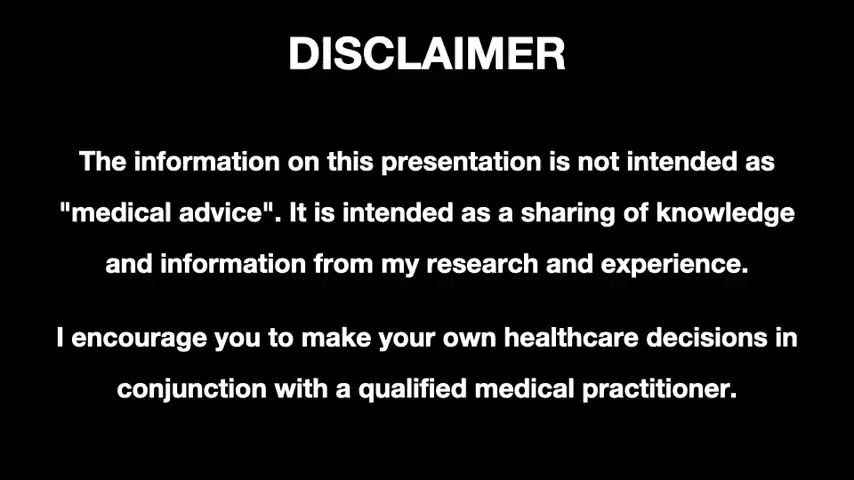 DISCLAIMER
The information on this presentation is not intended as
"medical advice". It is intended as a sharing of knowledge
and information from my research and experience.
I encourage you to make your own healthcare decisions in
conjunction with a qualified medical practitioner.